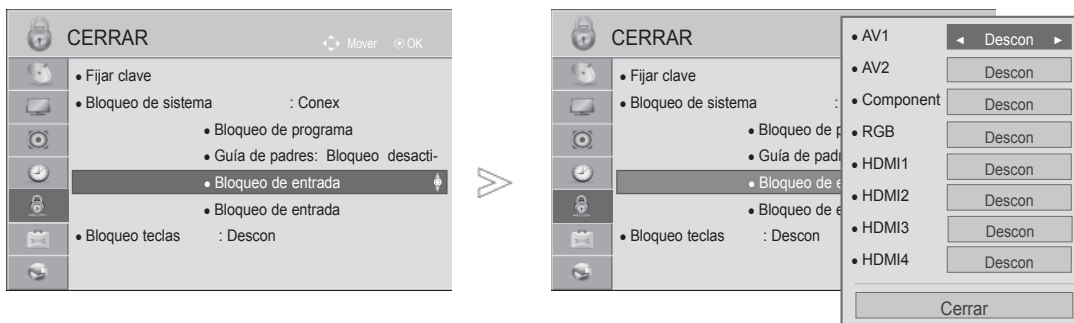 CERRAR
Mover OK
• Fijar clave
• Bloqueo de sistema : Conex
• Bloqueo de programa
• Guía de padres: Bloqueo desacti-
• Bloqueo de entrada
• Bloqueo de entrada
• Bloqueo teclas : Descon
CERRAR
• Fijar clave
• Bloqueo de sistema :
• Bloqueo de p
• Guía de padr
• Bloqueo de e
• Bloqueo de e
• Bloqueo teclas : Descon
• AV1 ◄ Descon ►
• AV2 Descon
• Component Descon
• RGB Descon
• HDMI1 Descon
• HDMI2 Descon
• HDMI3 Descon
• HDMI4 Descon
Cerrar